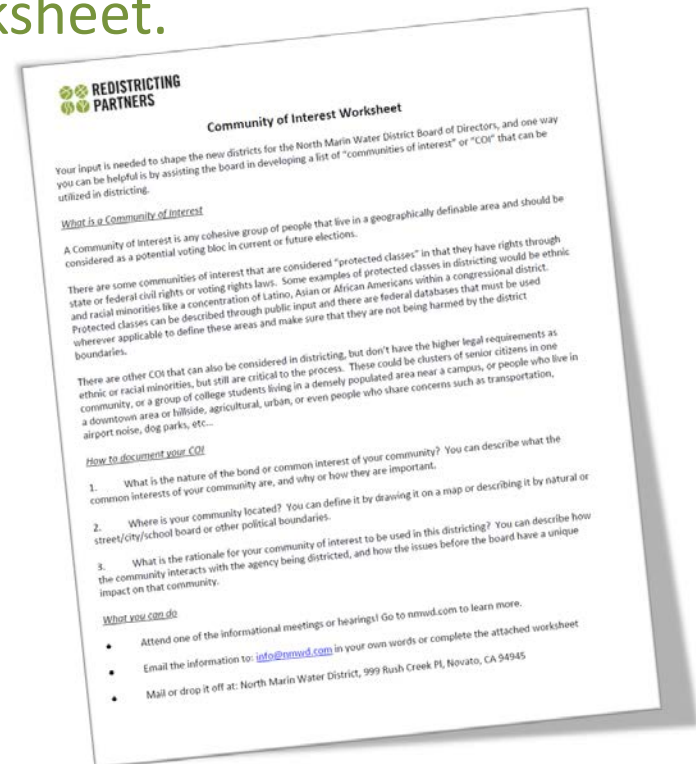 ksheet.
REDISTRICTING
PARTNERS
Community of Interest Worksheet
Your input is needed to shape the new districts for the North Marin Water District Board of Directors, and one way
you can be helpful is by assisting the board in developing a list of "communities of interest" or "COI" that can be
utilized in districting.
What is a Community of Interest
A Community of Interest is any cohesive group of people that live in a geographically definable area and should be
considered as a potential voting bloc in current or future elections.
There are some communities of interest that are considered "protected classes" in that they have rights through
state or federal civil rights or voting rights laws. Some examples of protected classes in districting would be ethnic
and racial minorities like a concentration of Latino, Asian or African Americans within a congressional district.
Protected classes can be described through public input and there are federal databases that must be used
wherever applicable to define these areas and make sure that they are not being harmed by the district
boundaries.
There are other COI that can also be considered in districting, but don't have the higher legal requirements as
ethnic or racial minorities, but still are critical to the process. These could be clusters of senior citizens in one
community, or a group of college students living in a densely populated area near a campus, or people who live in
a downtown area or hillside, agricultural, urban, or even people who share concerns such as transportation,
airport noise, dog parks, etc...
How to document your COI
1. What is the nature of the bond or common interest of your community? You can describe what the
common interests of your community are, and why or how they are important.
2. Where is your community located? You can define it by drawing it on a map or describing it by natural or
street/city/school board or other political boundaries.
3. What is the rationale for your community of interest to be used in this districting? You can describe how
the community interacts with the agency being districted, and how the issues before the board have a unique
impact on that community.
What you can do
• Attend one of the informational meetings or hearings! Go to nmwd.com to learn more.
• Email the information to: info@nmwd.com in your own words or complete the attached worksheet
• Mail or drop it off at: North Marin Water District, 999 Rush Creek Pl, Novato, CA 94945